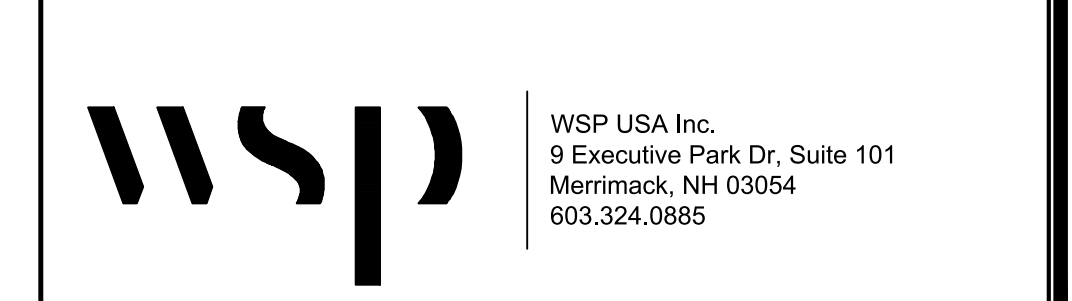 wsp
WSP USA Inc.
9 Executive Park Dr, Suite 101
Merrimack, NH 03054
603.324.0885